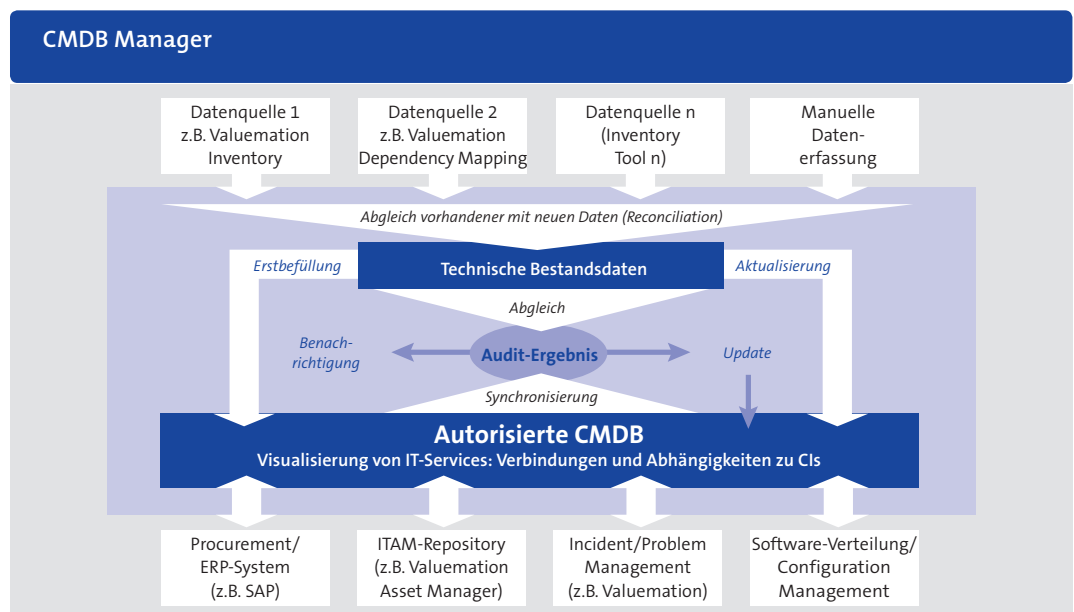 CMDB Manager
Datenquelle 1
z.B. Valuemation
Inventory
Datenquelle 2
z.B. Valuemation
Dependency Mapping
Datenquelle n
(Inventory
Tool n)
Manuelle
Daten-
erfassung
Abgleich vorhandener mit neuen Daten (Reconciliation)
Erstbefüllung
Technische Bestandsdaten
Aktualisierung
Abgleich
Benach-
richtigung
Audit-Ergebnis
Update
Synchronisierung
Autorisierte CMDB
Visualisierung von IT-Services: Verbindungen und Abhängigkeiten zu CIs
Procurement/
ERP-System
(z.B. SAP)
ITAM-Repository
(z.B. Valuemation
Asset Manager)
Incident/Problem
Management
(z.B. Valuemation)
Software-Verteilung/
Configuration
Management